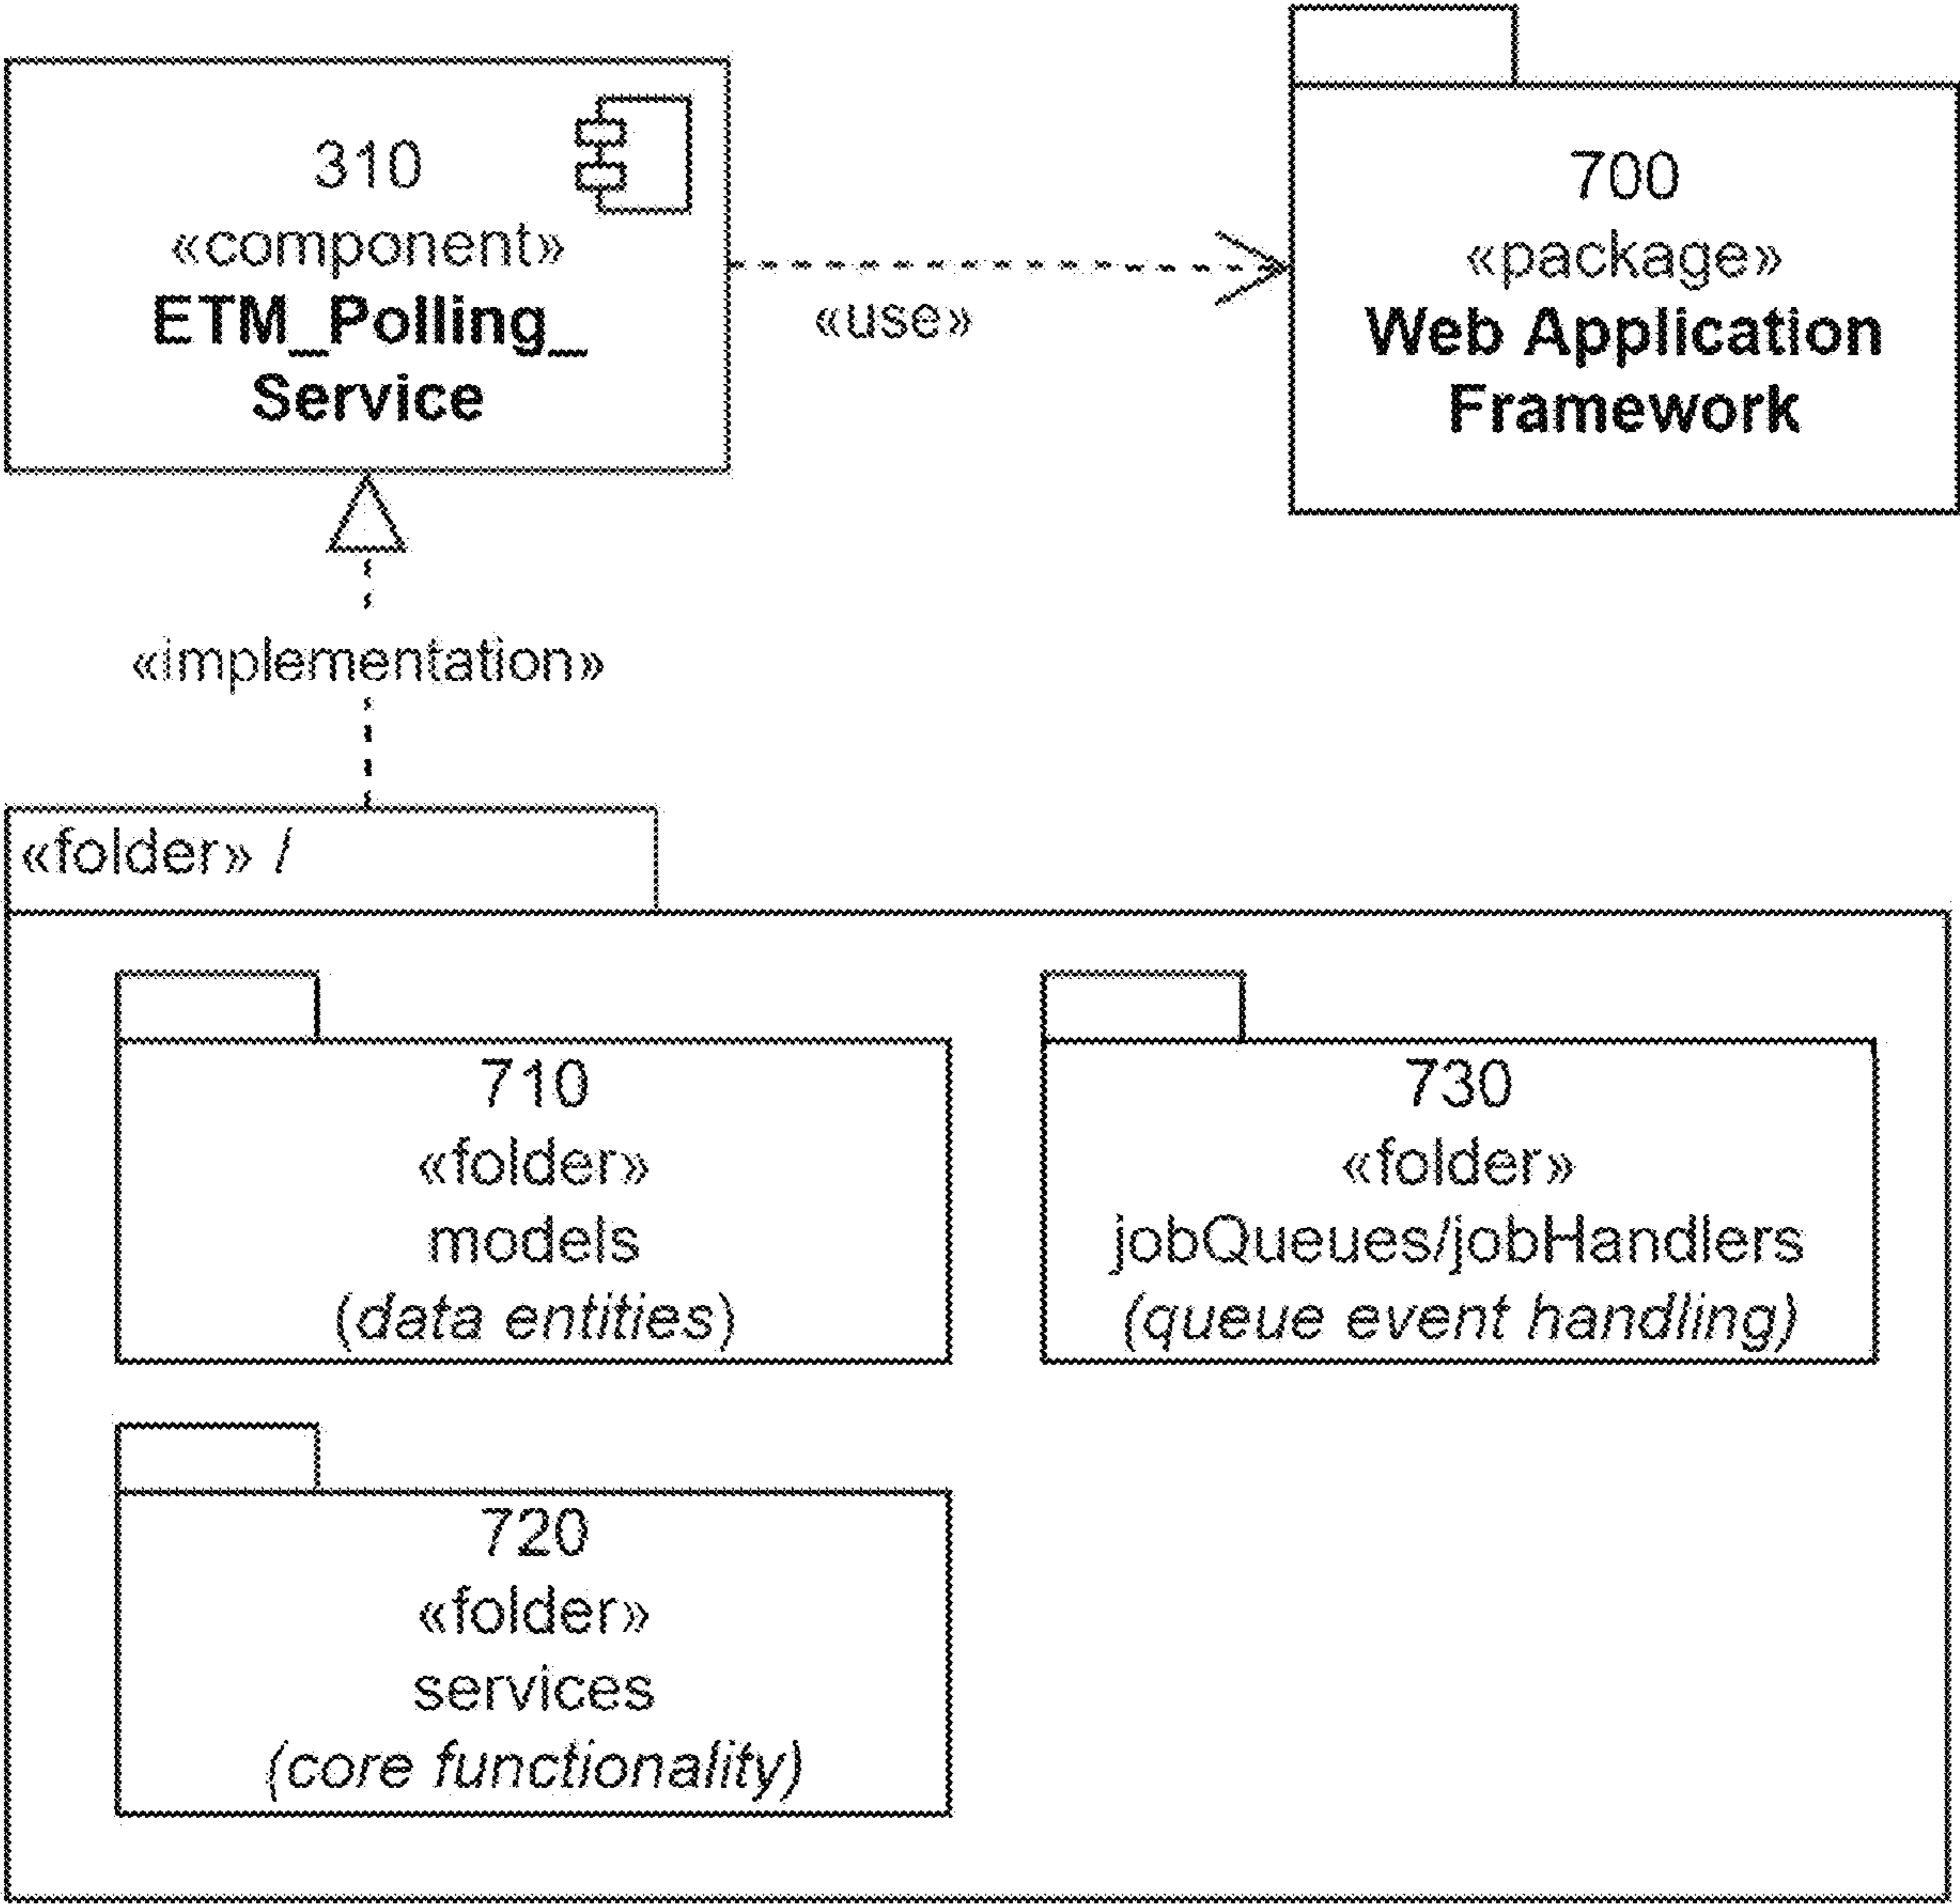 310
«component»
ETM_Polling_
Service
«use»
700
«package»
Web Application
Framework
«implementation»
«folder» /
710
«folder»
models
(data entities)
730
«folder»
jobQueues/jobHandlers
(queue event handling)
720
«folder»
services
(core functionality)